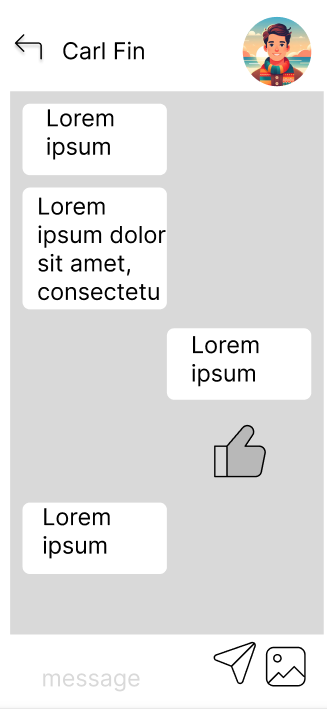 Carl Fin
Lorem
ipsum
Lorem
ipsum dolor
sit amet,
consectetu
Lorem
ipsum
Lorem
ipsum
message